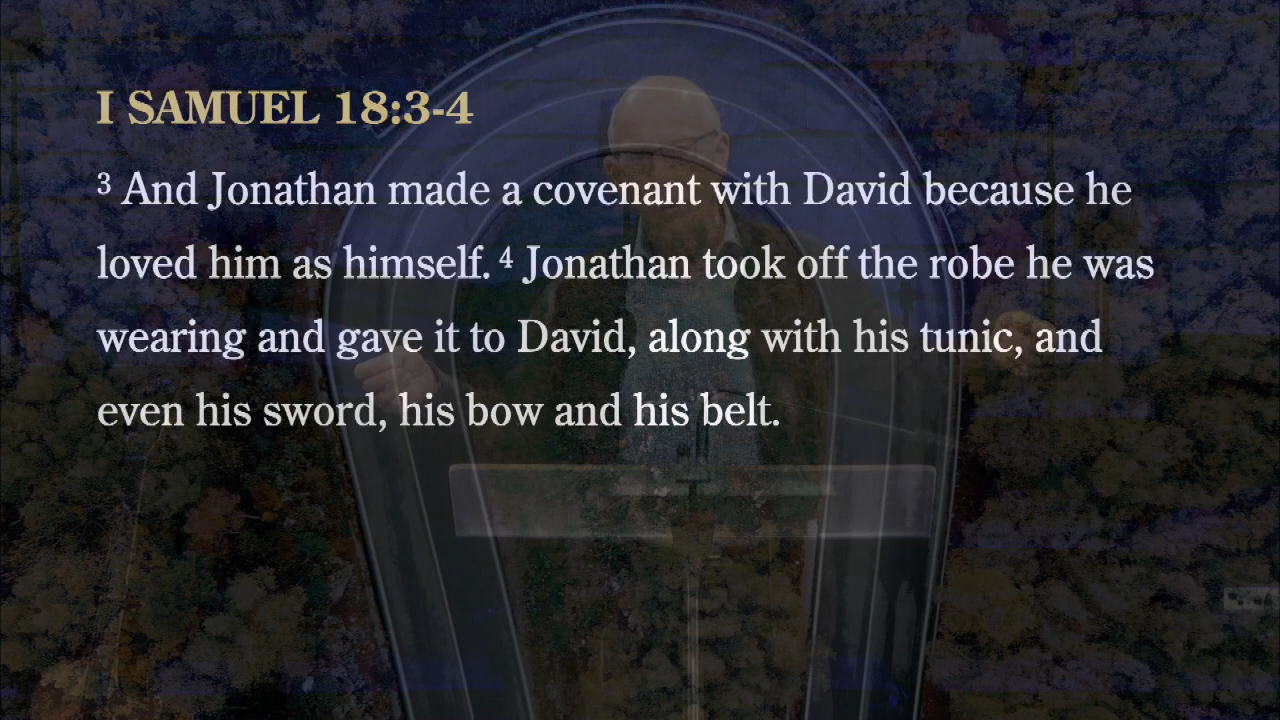 I SAMUEL 18:3-4
³ And Jonathan made a covenant with David because he
loved him as himself. ⁴ Jonathan took off the robe he was
wearing and gave it to David, along with his tunic, and
even his sword, his bow and his belt.